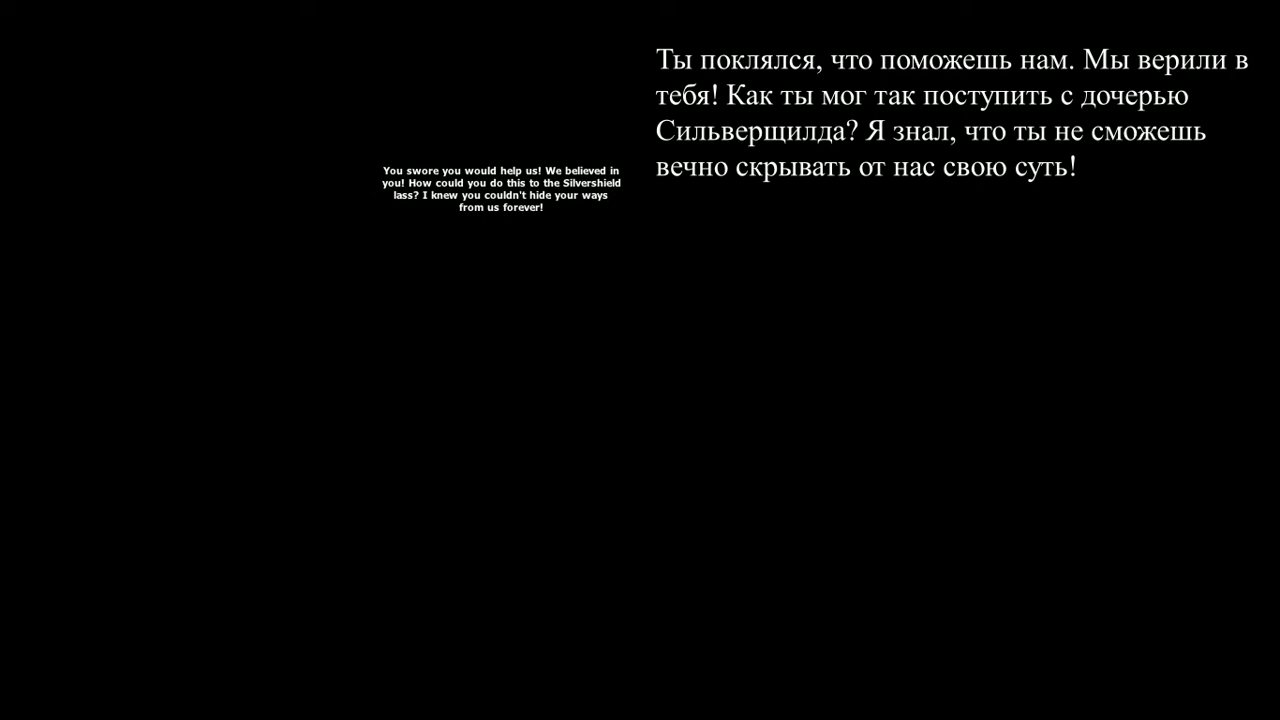 You swore you would help us! We believed in
you! How could you do this to the Silvershield
lass? I knew you couldn't hide your ways
from us forever!
Ты поклялся, что поможешь нам. Мы верили в
тебя! Как ты мог так поступить с дочерью
Сильверщилда? Я знал, что ты не сможешь
вечно скрывать от нас свою суть!